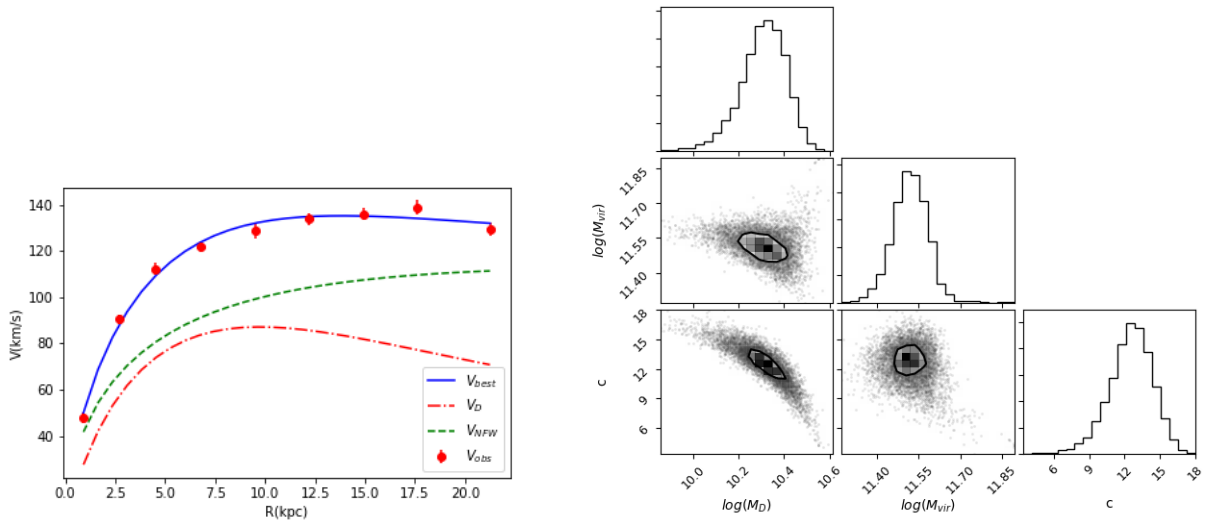 140
120
100
80
60
40
V(km/s)
0.0 2.5 5.0 7.5 10.0 12.5 15.0 17.5 20.0
R(kpc)
V_best
V_D
V_NFW
V_obs
11.85
11.70
11.55
11.40
log(M_vir)
18
15
12
9
6
c
10.0 10.2 10.4 10.6
log(M_D)
11.40 11.55 11.70 11.85
log(M_vir)
6 9 12 15 18
c